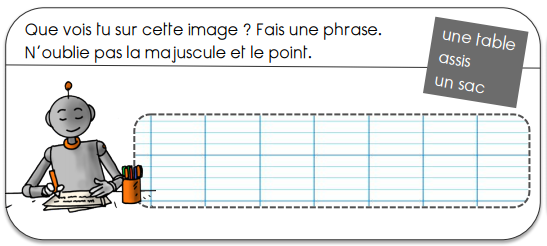 Que vois tu sur cette image ? Fais une phrase.
N'oublie pas la majuscule et le point.
une table
assis
un sac